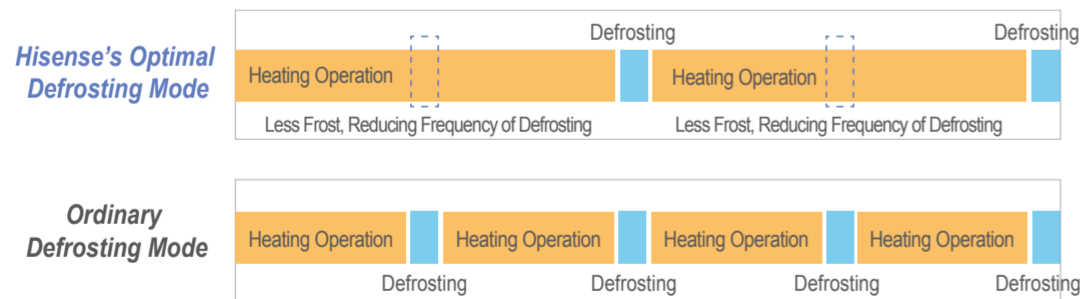 Hisense's Optimal
Defrosting Mode
Defrosting
Defrosting
Heating Operation
Heating Operation
Less Frost, Reducing Frequency of Defrosting
Less Frost, Reducing Frequency of Defrosting
Ordinary
Defrosting Mode
Heating Operation
Heating Operation
Heating Operation
Heating Operation
Defrosting
Defrosting
Defrosting
Defrosting